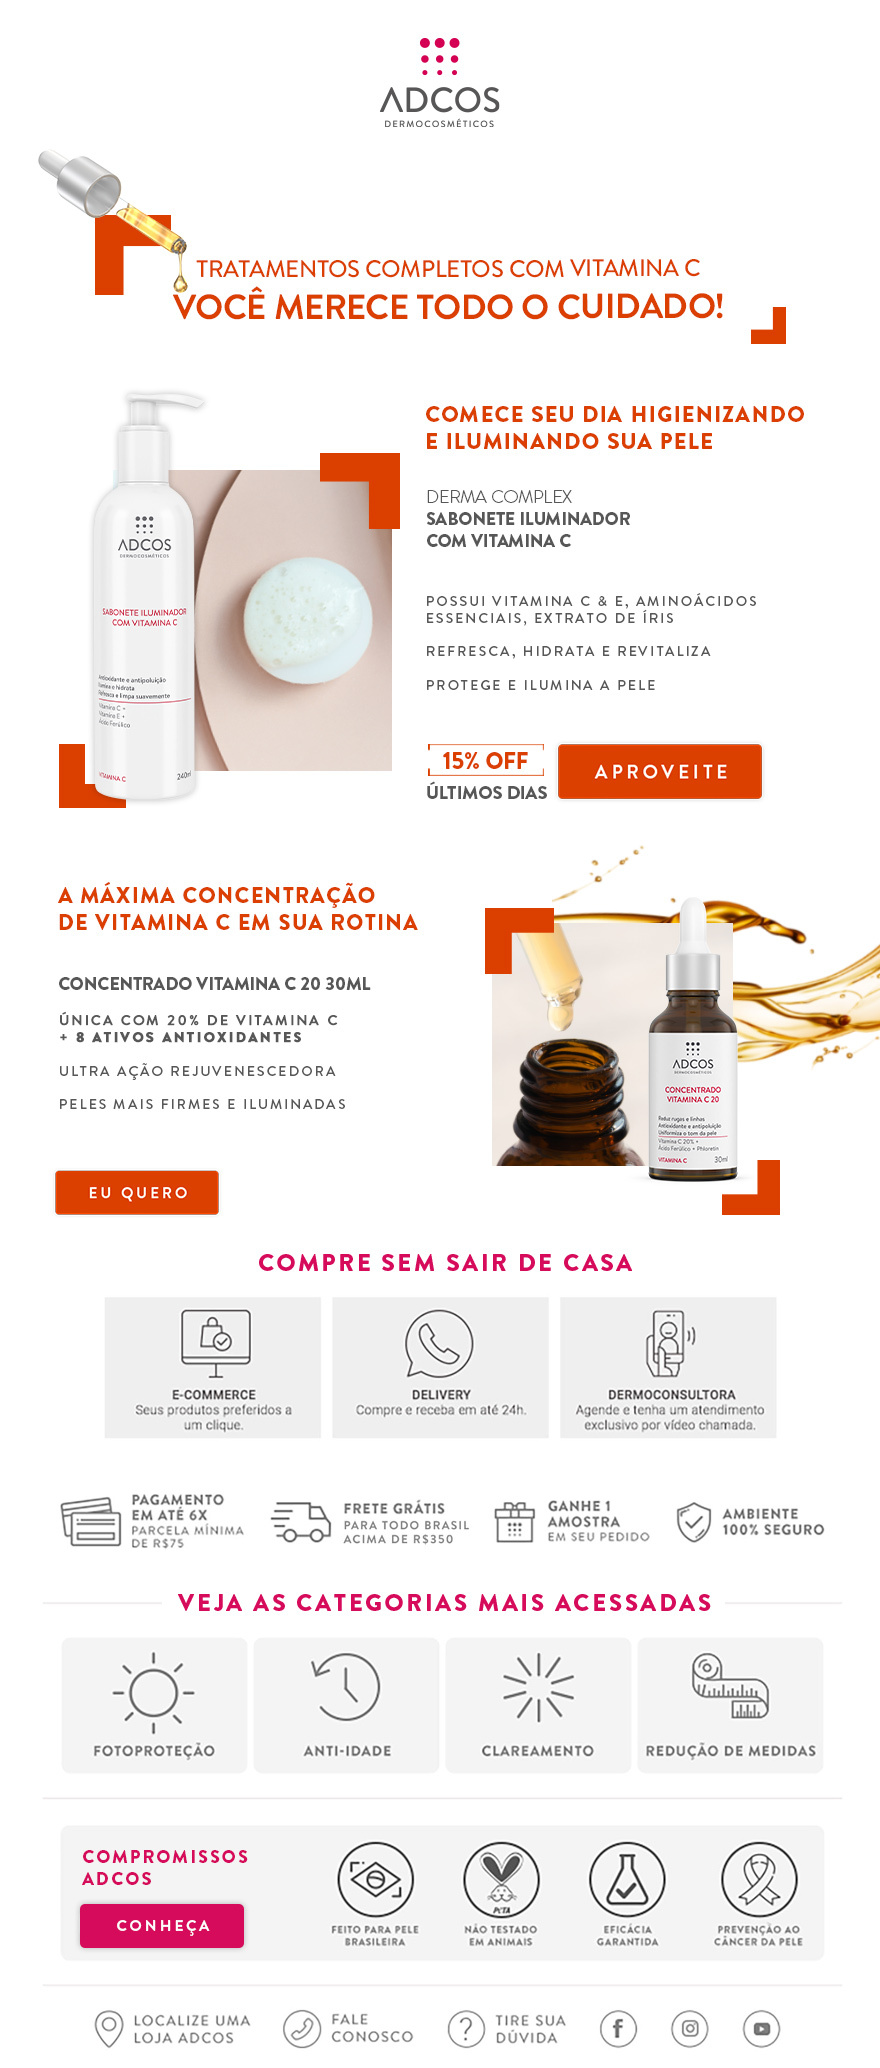 ADCOS
DERMOCOSMÉTICOS
TRATAMENTOS COMPLETOS COM VITAMINA C
VOCÊ MERECE TODO O CUIDADO!
COMECE SEU DIA HIGIENIZANDO
E ILUMINANDO SUA PELE
DERMA COMPLEX
SABONETE ILUMINADOR
COM VITAMINA C
ADCOS
DERMOCOSMÉTICOS
SABONETE ILUMINADOR
COM VITAMINA C
Antioxidante e antipoluição
Ilumina e hidrata
Refresca e limpa suavemente
Vitamina C +
Vitamina E +
Ácido Ferúlico
VITAMINA C
240ml
POSSUI VITAMINA C & E, AMINOÁCIDOS
ESSENCIAIS, EXTRATO DE ÍRIS
REFRESCA, HIDRATA E REVITALIZA
PROTEGE E ILUMINA A PELE
15% OFF
ÚLTIMOS DIAS
APROVEITE
A MÁXIMA CONCENTRAÇÃO
DE VITAMINA C EM SUA ROTINA
CONCENTRADO VITAMINA C 20 30ML
ÚNICA COM 20% DE VITAMINA C
+ 8 ATIVOS ANTIOXIDANTES
ULTRA AÇÃO REJUVENESCEDORA
PELES MAIS FIRMES E ILUMINADAS
EU QUERO
ADCOS
DERMOCOSMÉTICOS
CONCENTRADO
VITAMINA C 20
Reduz rugas e linhas
Antioxidante e antipoluição
Uniformiza o tom da pele
Vitamina C 20% +
Ácido Ferúlico + Phloretin
VITAMINA C
30ml
COMPRE SEM SAIR DE CASA
E-COMMERCE
Seus produtos preferidos a
um clique.
DELIVERY
Compre e receba em até 24h.
DERMOCONSULTORA
Agende e tenha um atendimento
exclusivo por vídeo chamada.
PAGAMENTO
EM ATÉ 6X
PARCELA MÍNIMA
DE R$75
FRETE GRÁTIS
PARA TODO BRASIL
ACIMA DE R$350
GANHE 1
AMOSTRA
EM SEU PEDIDO
AMBIENTE
100% SEGURO
VEJA AS CATEGORIAS MAIS ACESSADAS
FOTOPROTEÇÃO
ANTI-IDADE
CLAREAMENTO
REDUÇÃO DE MEDIDAS
COMPROMISSOS
ADCOS
CONHEÇA
FEITO PARA PELE
BRASILEIRA
PeTA
NÃO TESTADO
EM ANIMAIS
EFICÁCIA
GARANTIDA
PREVENÇÃO AO
CÂNCER DA PELE
LOCALIZE UMA
LOJA ADCOS
FALE
CONOSCO
TIRE SUA
DÚVIDA